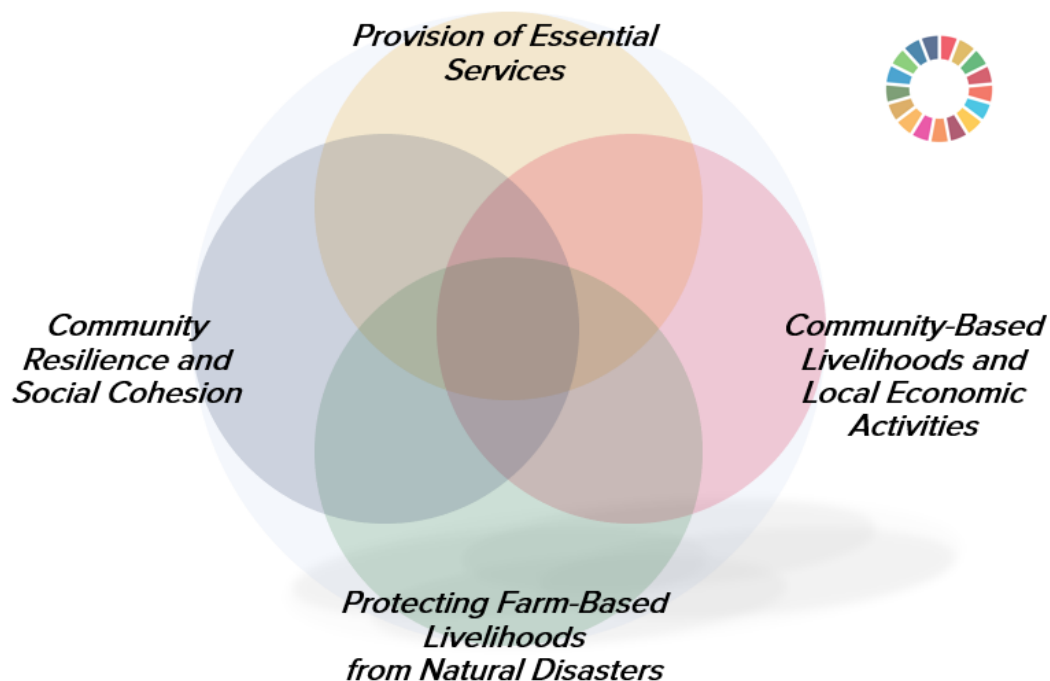 Provision of Essential
Services
Community
Resilience and
Social Cohesion
Community-Based
Livelihoods and
Local Economic
Activities
Protecting Farm-Based
Livelihoods
from Natural Disasters